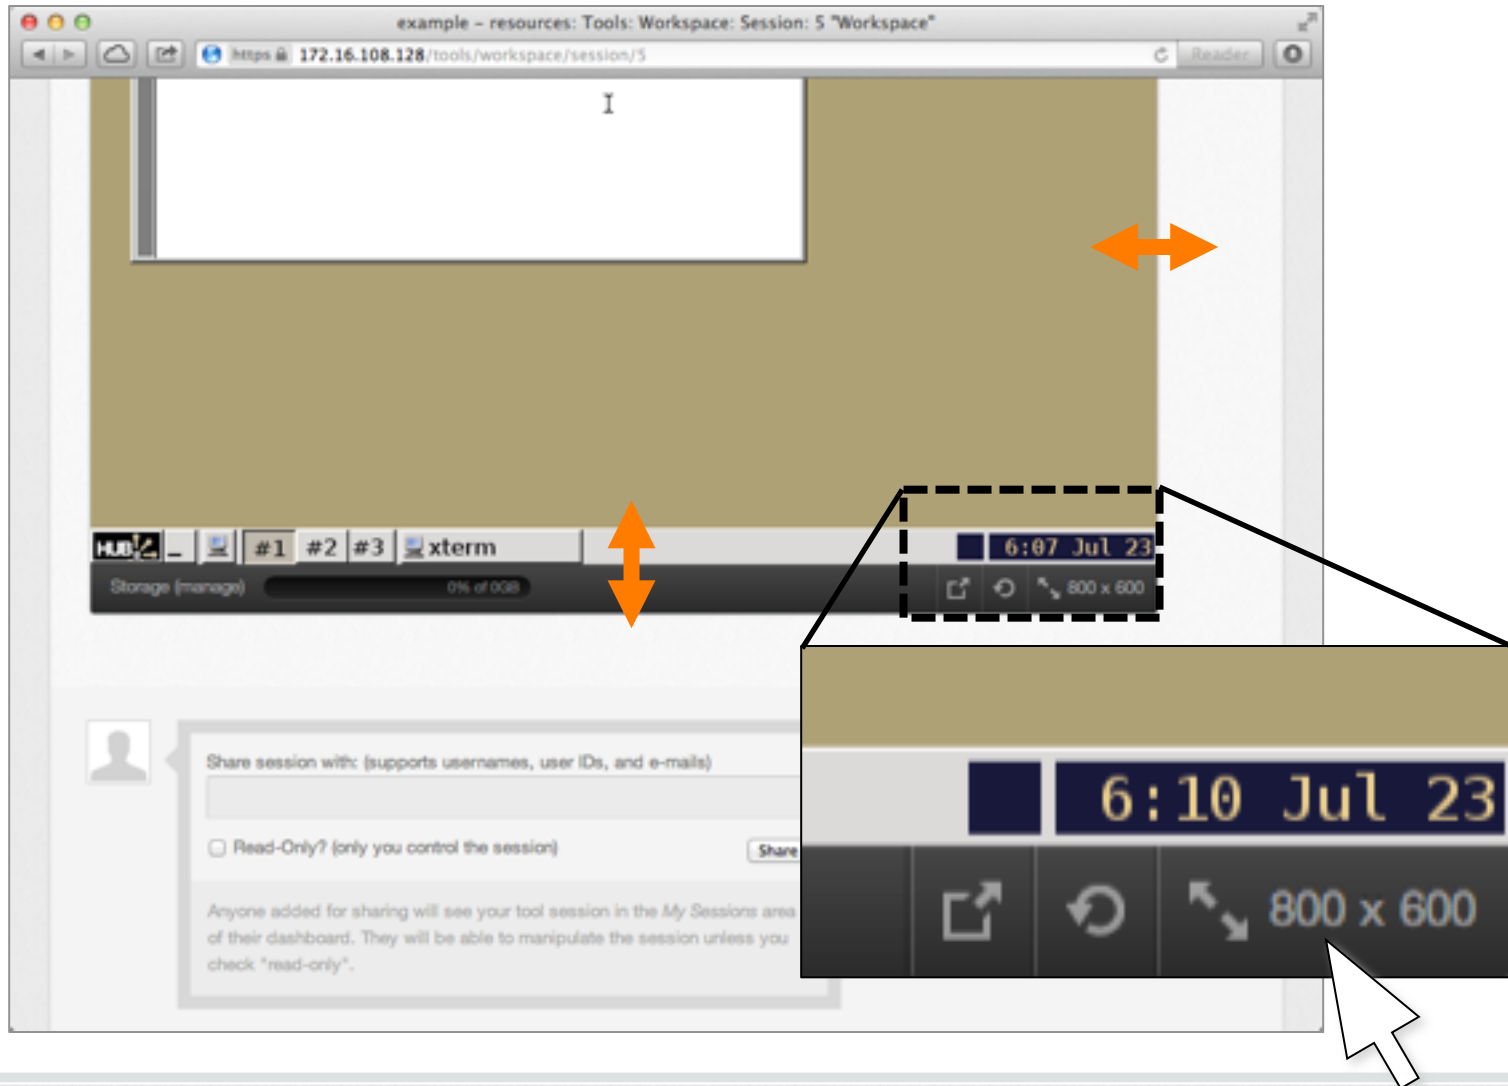 example – resources: Tools: Workspace: Session: 5 "Workspace"
https 172.16.108.128/tools/workspace/session/5
Reader
HUB _ #1 #2 #3 xterm 6:07 Jul 23
Storage (manage) 0% of 0GB 800 x 600
Share session with: (supports usernames, user IDs, and e-mails)
Read-Only? (only you control the session) Share
Anyone added for sharing will see your tool session in the My Sessions area
of their dashboard. They will be able to manipulate the session unless you
check "read-only".
6:10 Jul 23
800 x 600